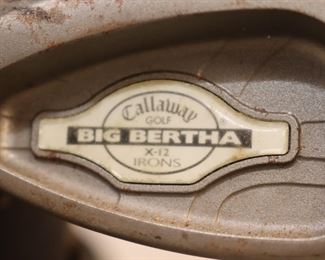 Callaway
GOLF
BIG BERTHA
X-12
IRONS